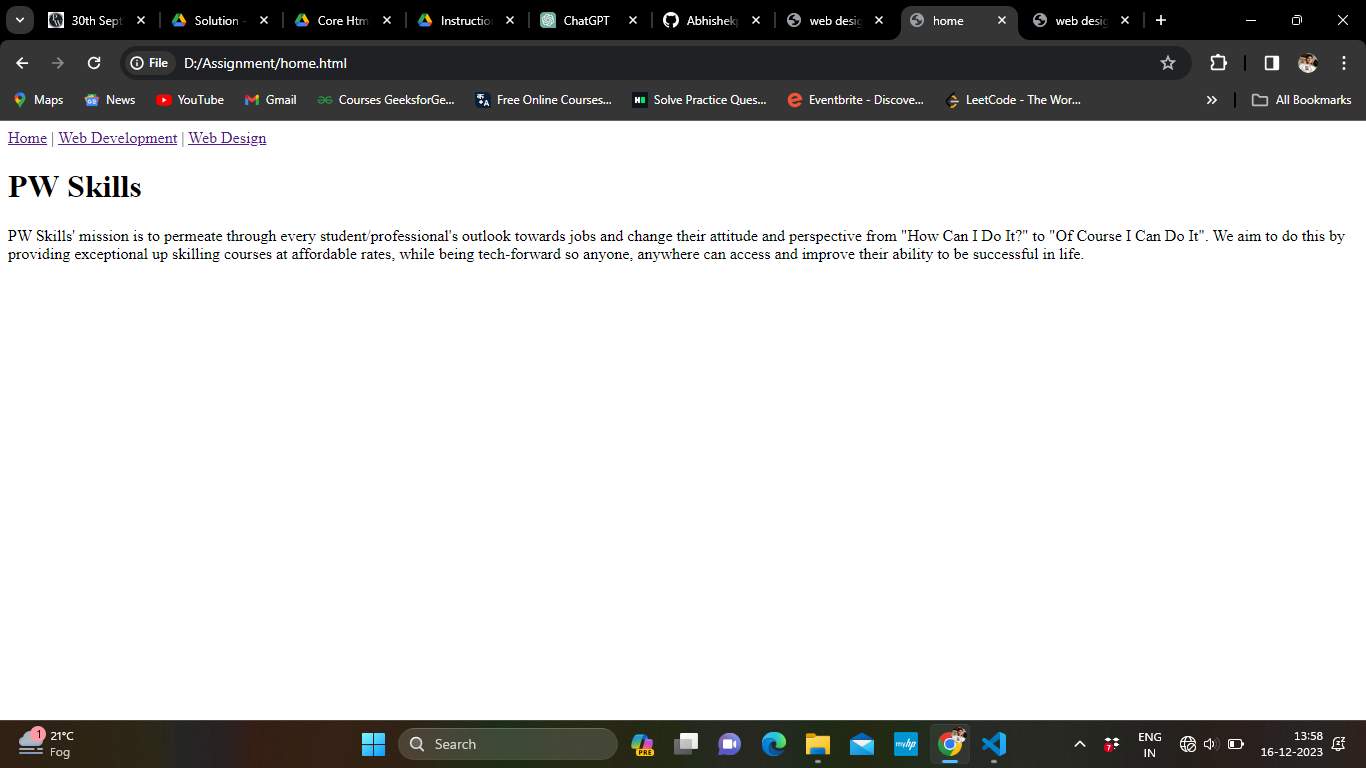 30th Sept
Solution -
Core Htm
Instructio
ChatGPT
Abhishekp
web desig
home
web desig
File D:/Assignment/home.html
Maps News YouTube Gmail Courses GeeksforGe... Free Online Courses... Solve Practice Ques... Eventbrite - Discove... LeetCode - The Wor... » All Bookmarks
Home | Web Development | Web Design
PW Skills
PW Skills' mission is to permeate through every student/professional's outlook towards jobs and change their attitude and perspective from "How Can I Do It?" to "Of Course I Can Do It". We aim to do this by
providing exceptional up skilling courses at affordable rates, while being tech-forward so anyone, anywhere can access and improve their ability to be successful in life.
1
21°C
Fog
Search
PRE
myhp
7
ENG
IN
13:58
16-12-2023